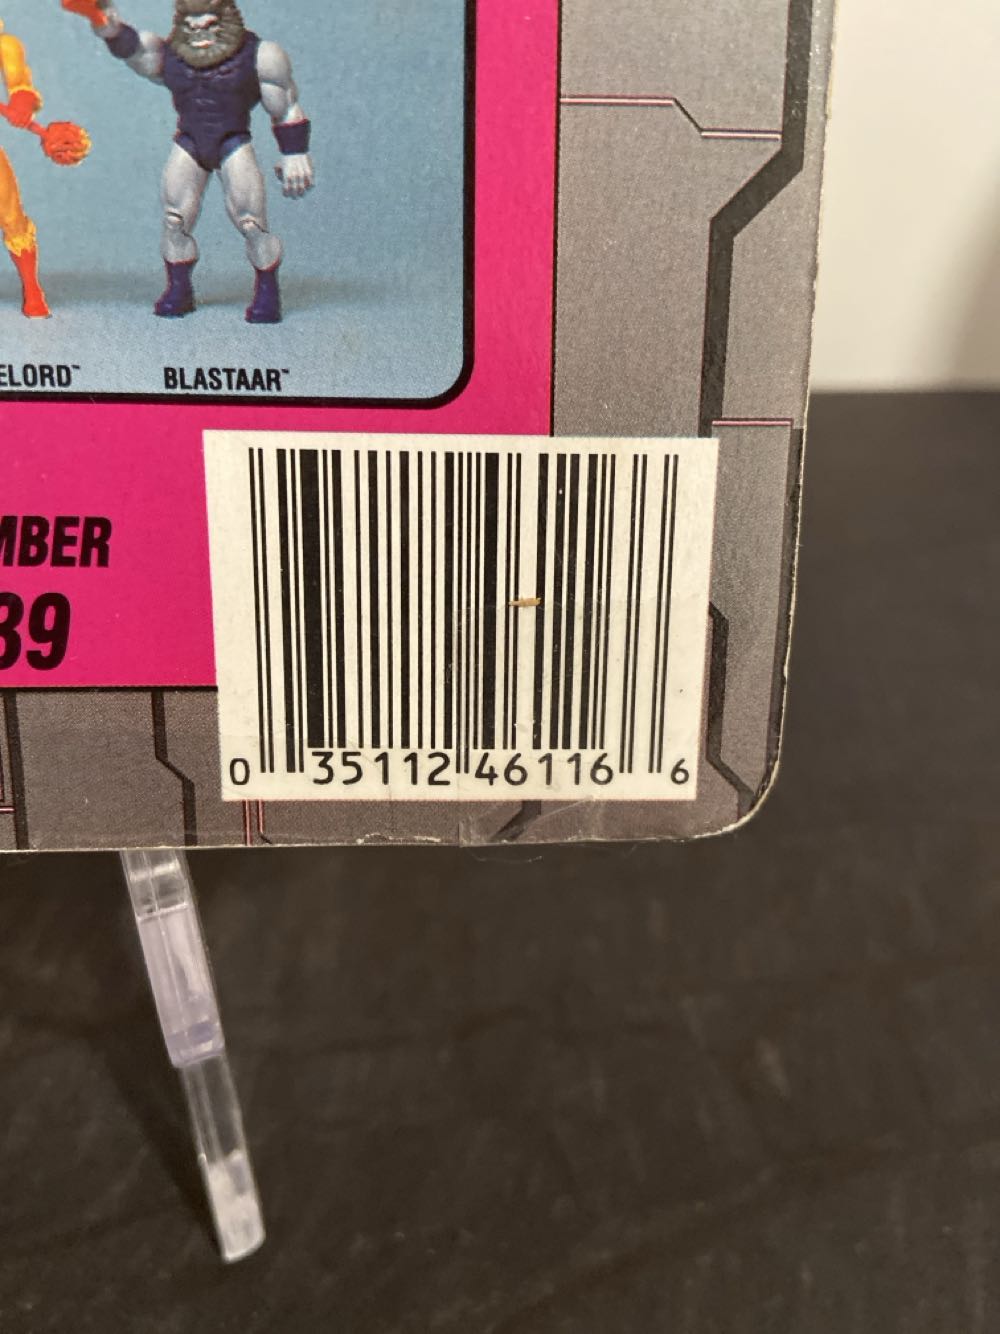 ELORD™ BLASTAAR™
MBER
39
0 35112 46116 6